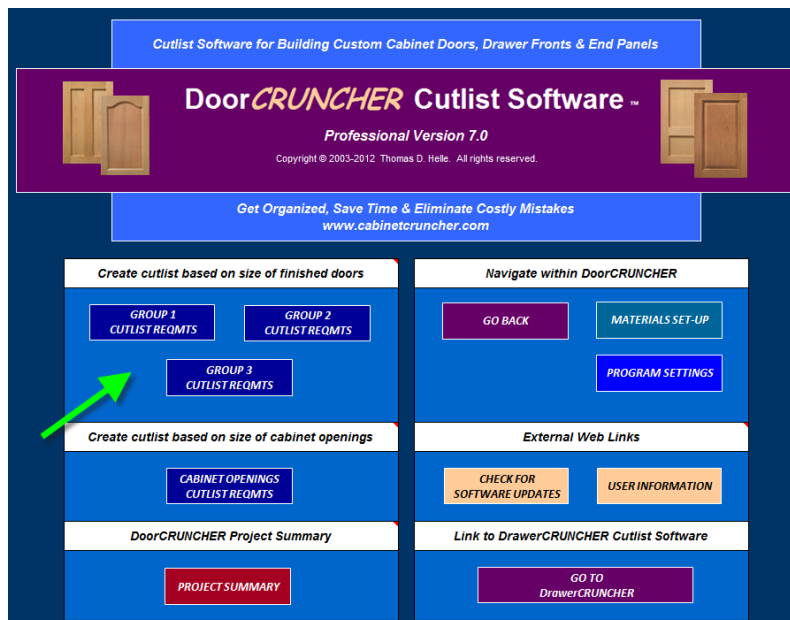 Cutlist Software for Building Custom Cabinet Doors, Drawer Fronts & End Panels
DoorCRUNCHER Cutlist Software ™
Professional Version 7.0
Copyright © 2003-2012 Thomas D. Helle. All rights reserved.
Get Organized, Save Time & Eliminate Costly Mistakes
www.cabinetcruncher.com
Create cutlist based on size of finished doors
GROUP 1
CUTLIST REQMTS
GROUP 2
CUTLIST REQMTS
GROUP 3
CUTLIST REQMTS
Create cutlist based on size of cabinet openings
CABINET OPENINGS
CUTLIST REQMTS
DoorCRUNCHER Project Summary
PROJECT SUMMARY
Navigate within DoorCRUNCHER
GO BACK
MATERIALS SET-UP
PROGRAM SETTINGS
External Web Links
CHECK FOR
SOFTWARE UPDATES
USER INFORMATION
Link to DrawerCRUNCHER Cutlist Software
GO TO
DrawerCRUNCHER